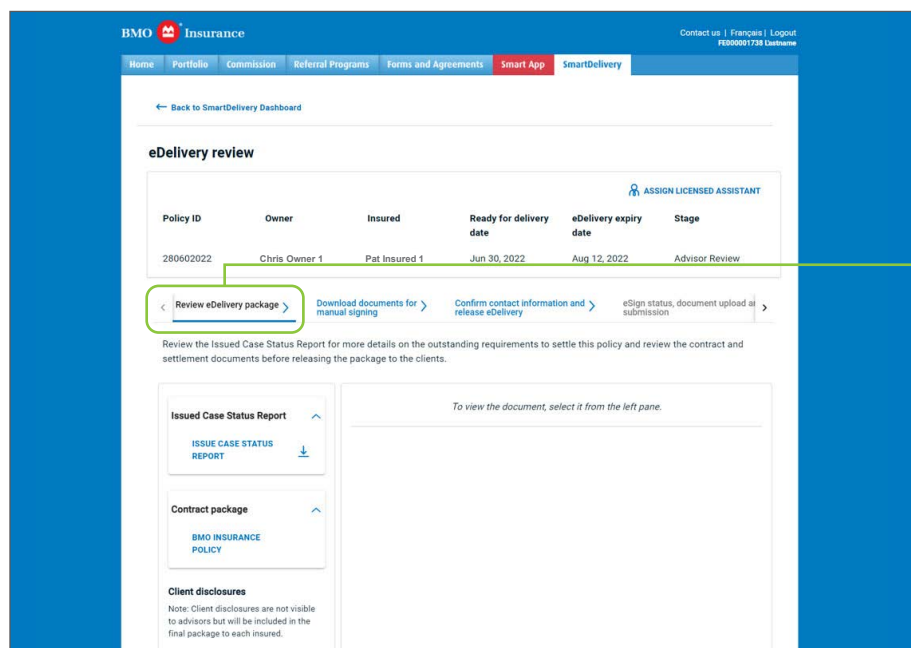 BMO Insurance
Contact us | Français | Logout
FE000001738 Lastname
Home Portfolio Commission Referral Programs Forms and Agreements Smart App SmartDelivery
← Back to SmartDelivery Dashboard
eDelivery review
ASSIGN LICENSED ASSISTANT
Policy ID Owner Insured Ready for delivery date eDelivery expiry date Stage
280602022 Chris Owner 1 Pat Insured 1 Jun 30, 2022 Aug 12, 2022 Advisor Review
Review eDelivery package
Download documents for manual signing
Confirm contact information and release eDelivery
eSign status, document upload submission
Review the Issued Case Status Report for more details on the outstanding requirements to settle this policy and review the contract and
settlement documents before releasing the package to the clients.
Issued Case Status Report
ISSUE CASE STATUS
REPORT
Contract package
BMO INSURANCE
POLICY
Client disclosures
Note: Client disclosures are not visible
to advisors but will be included in the
final package to each insured.
To view the document, select it from the left pane.